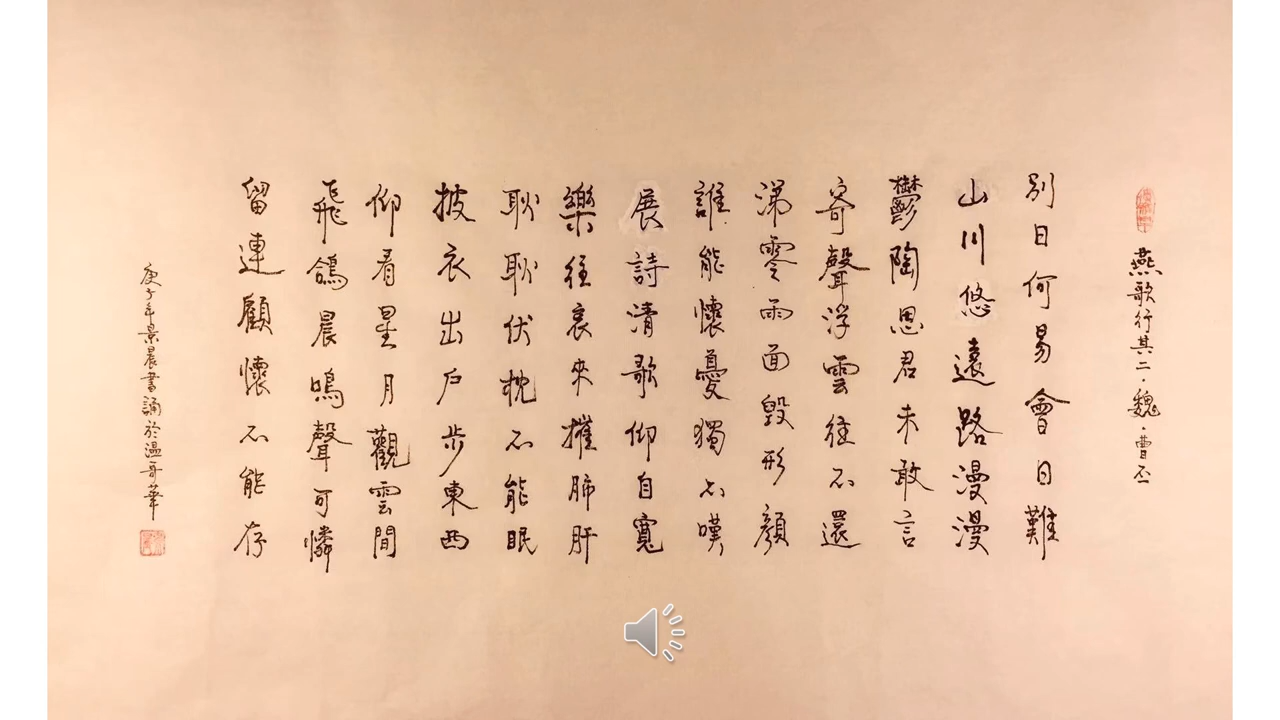 燕歌行其二·魏·曹丕
別日何易會日難
山川悠遠路漫漫
鬱陶思君未敢言
寄聲浮雲往不還
涕零雨面毀形顏
誰能懷憂獨不嘆
展詩清歌仰自寬
樂往哀來摧肺肝
耿耿伏枕不能眠
披衣出戶步東西
仰看星月觀雲間
飛鴿晨鳴聲可憐
留連顧懷不能存
庚子年景晨書誦於溫哥華